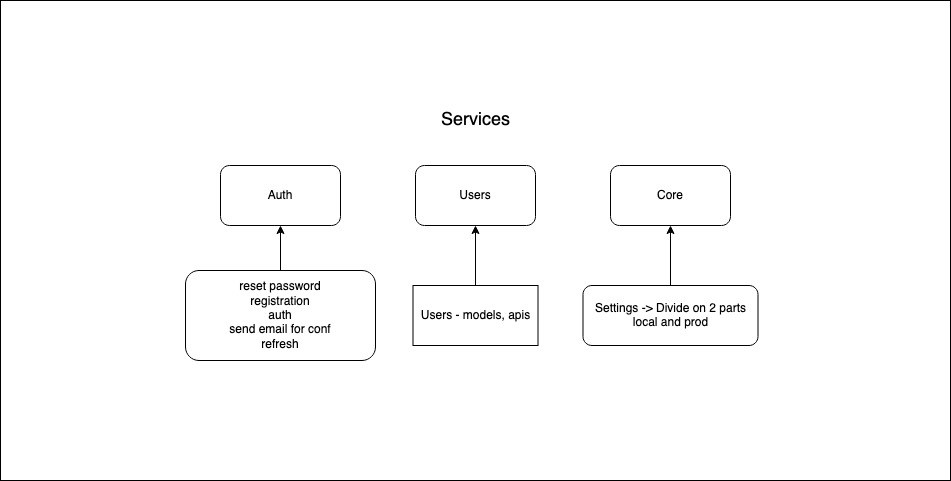 Services
Auth
Users
Core
reset password
registration
auth
send email for conf
refresh
Users - models, apis
Settings -> Divide on 2 parts
local and prod